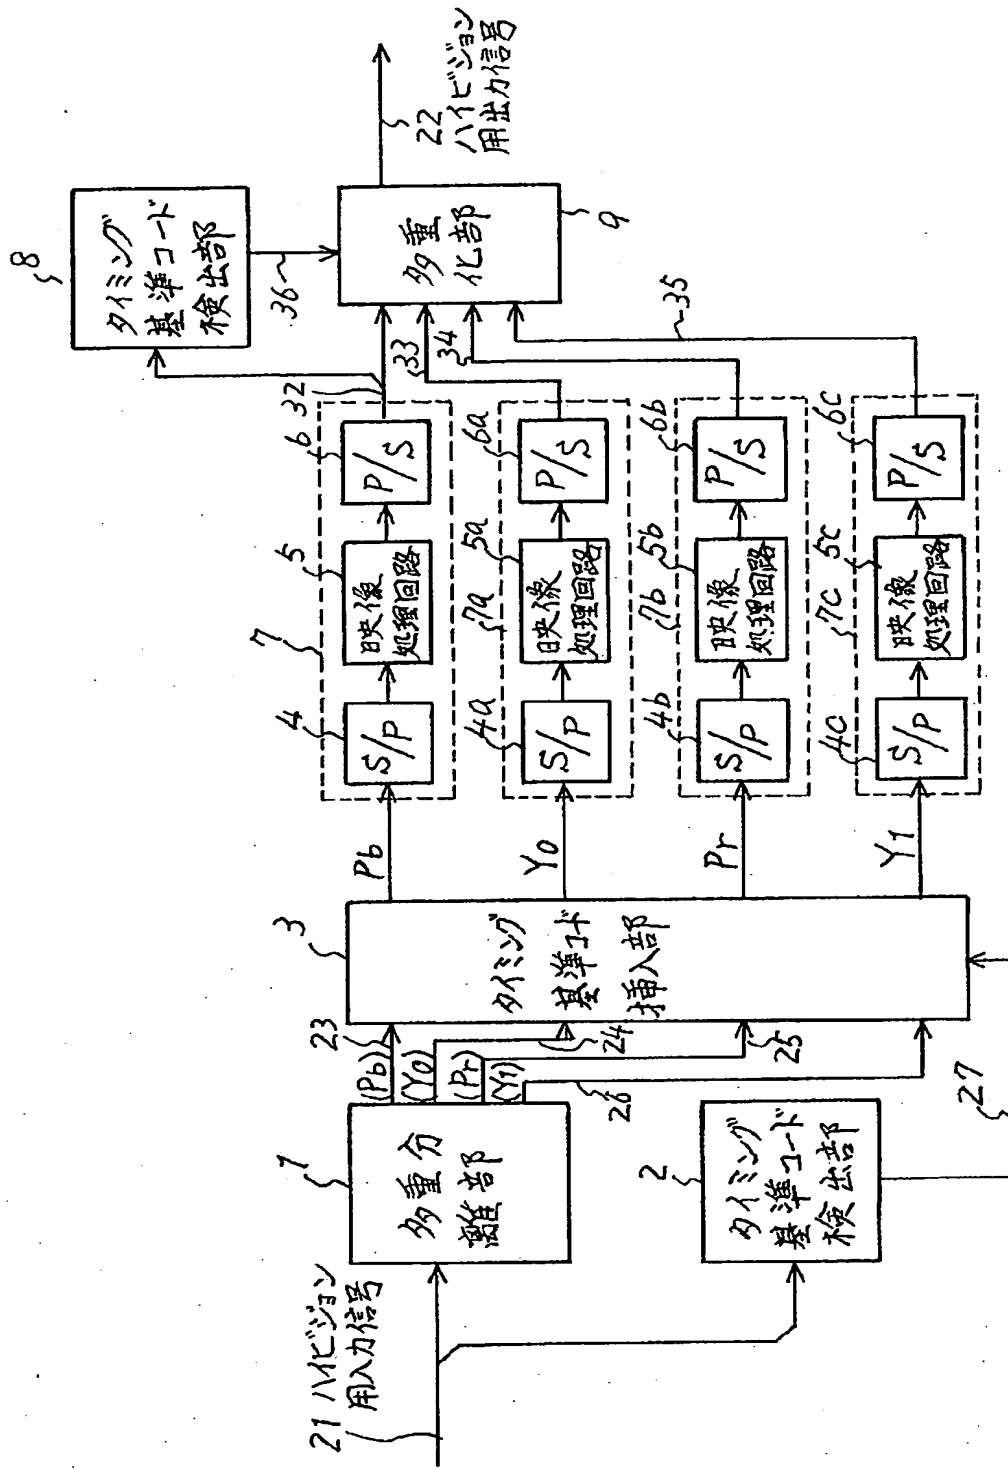 21 ハイビジョン
用入力信号
1
多重分
離部
2
タイミング
基準コード
検出部
(Pb)
(Y0)
(Pr)
(Y1)
23
24
25
26
27
3
タイミング
基準コード
挿入部
Pb
Y0
Pr
Y1
7
4
S/P
5
映像
処理回路
6
P/S
32
7a
4a
S/P
5a
映像
処理回路
6a
P/S
33
7b
4b
S/P
5b
映像
処理回路
6b
P/S
34
7c
4c
S/P
5c
映像
処理回路
6c
P/S
35
8
タイミング
基準コード
検出部
36
多重
化部
9
22
ハイビジョン
用出力信号